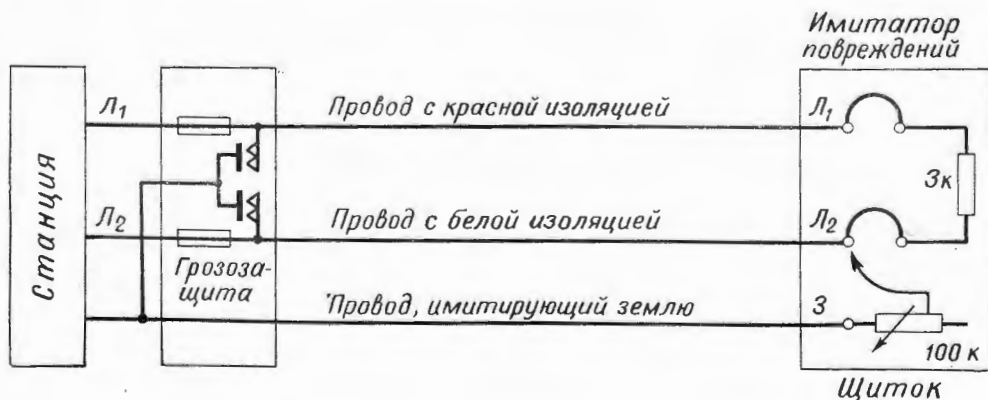 Имитатор
повреждений
Станция
Л1
Провод с красной изоляцией
Л1
3к
Л2
Провод с белой изоляцией
Л2
Грозоза-
щита
Провод, имитирующий землю
З
100 к
Щиток